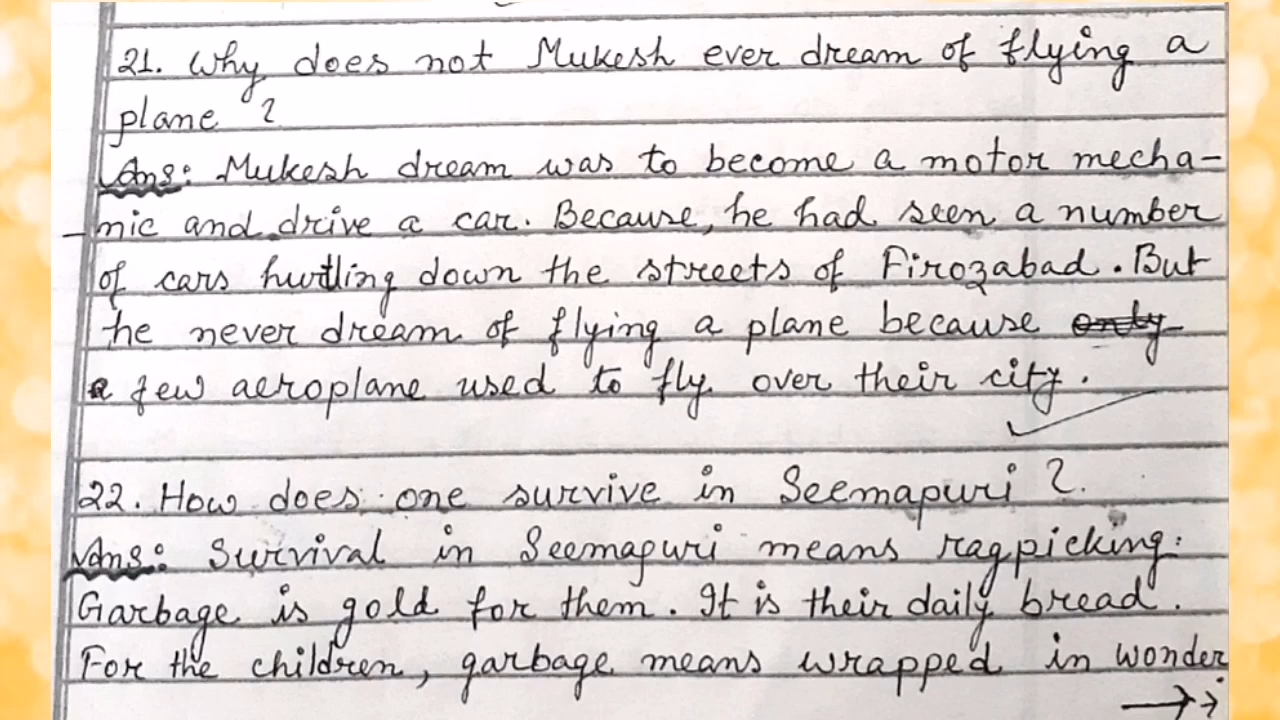 21. Why does not Mukesh ever dream of flying a
plane ?
Ans: Mukesh dream was to become a motor mecha-
-nic and drive a car. Because, he had seen a number
of cars hurtling down the streets of Firozabad. But
he never dream of flying a plane because only
a few aeroplane used to fly over their city.
22. How does one survive in Seemapuri ?
Ans: Survival in Seemapuri means ragpicking.
Garbage is gold for them. It is their daily bread.
For the children, garbage means wrapped in wonder